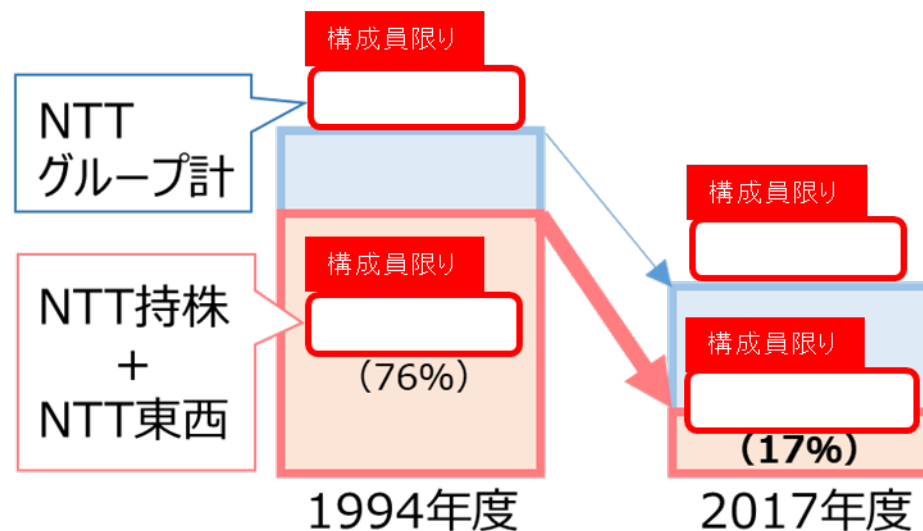 構成員限り
NTT
グループ計
構成員限り
構成員限り
NTT持株
+
NTT東西
(76%)
構成員限り
(17%)
1994年度
2017年度